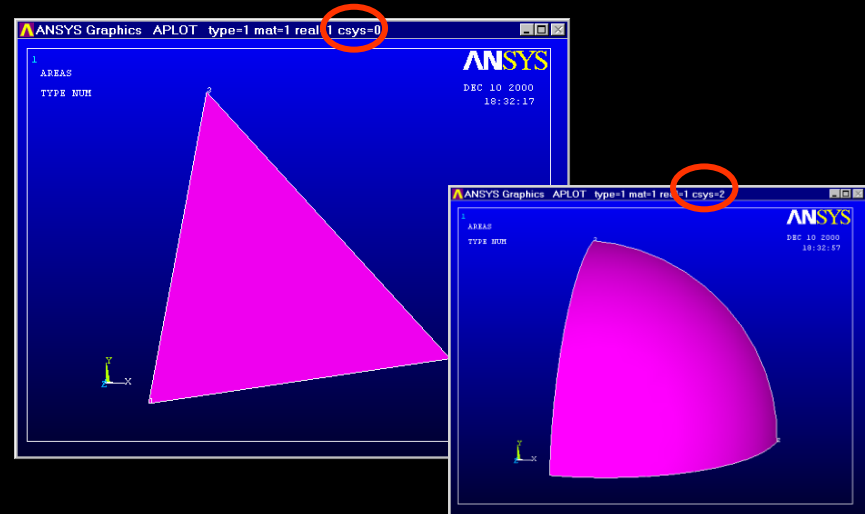 ANSYS Graphics APLOT type=1 mat=1 real=1 csys=0
1
AREAS
TYPE NUM
ANSYS
DEC 10 2000
18:32:17
2
Y
Z X
ANSYS Graphics APLOT type=1 mat=1 real=1 csys=2
1
AREAS
TYPE NUM
ANSYS
DEC 10 2000
18:32:57
Y
Z X